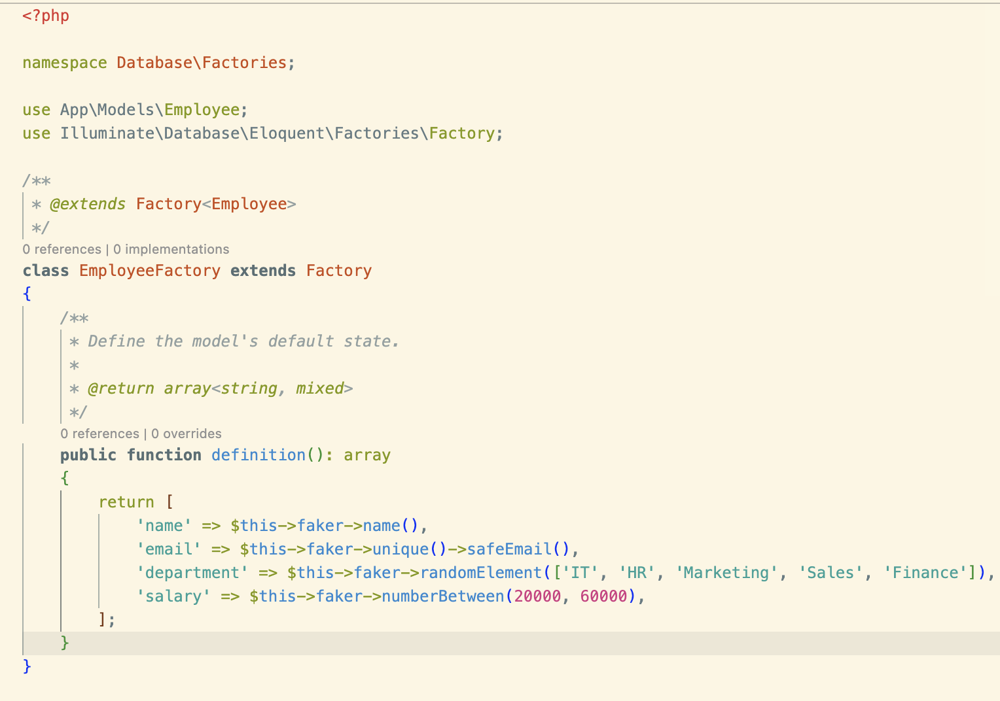 <?php
namespace Database\Factories;
use App\Models\Employee;
use Illuminate\Database\Eloquent\Factories\Factory;
/**
 * @extends Factory<Employee>
 */
0 references | 0 implementations
class EmployeeFactory extends Factory
{
    /**
     * Define the model's default state.
     *
     * @return array<string, mixed>
     */
    0 references | 0 overrides
    public function definition(): array
    {
        return [
            'name' => $this->faker->name(),
            'email' => $this->faker->unique()->safeEmail(),
            'department' => $this->faker->randomElement(['IT', 'HR', 'Marketing', 'Sales', 'Finance']),
            'salary' => $this->faker->numberBetween(20000, 60000),
        ];
    }
}